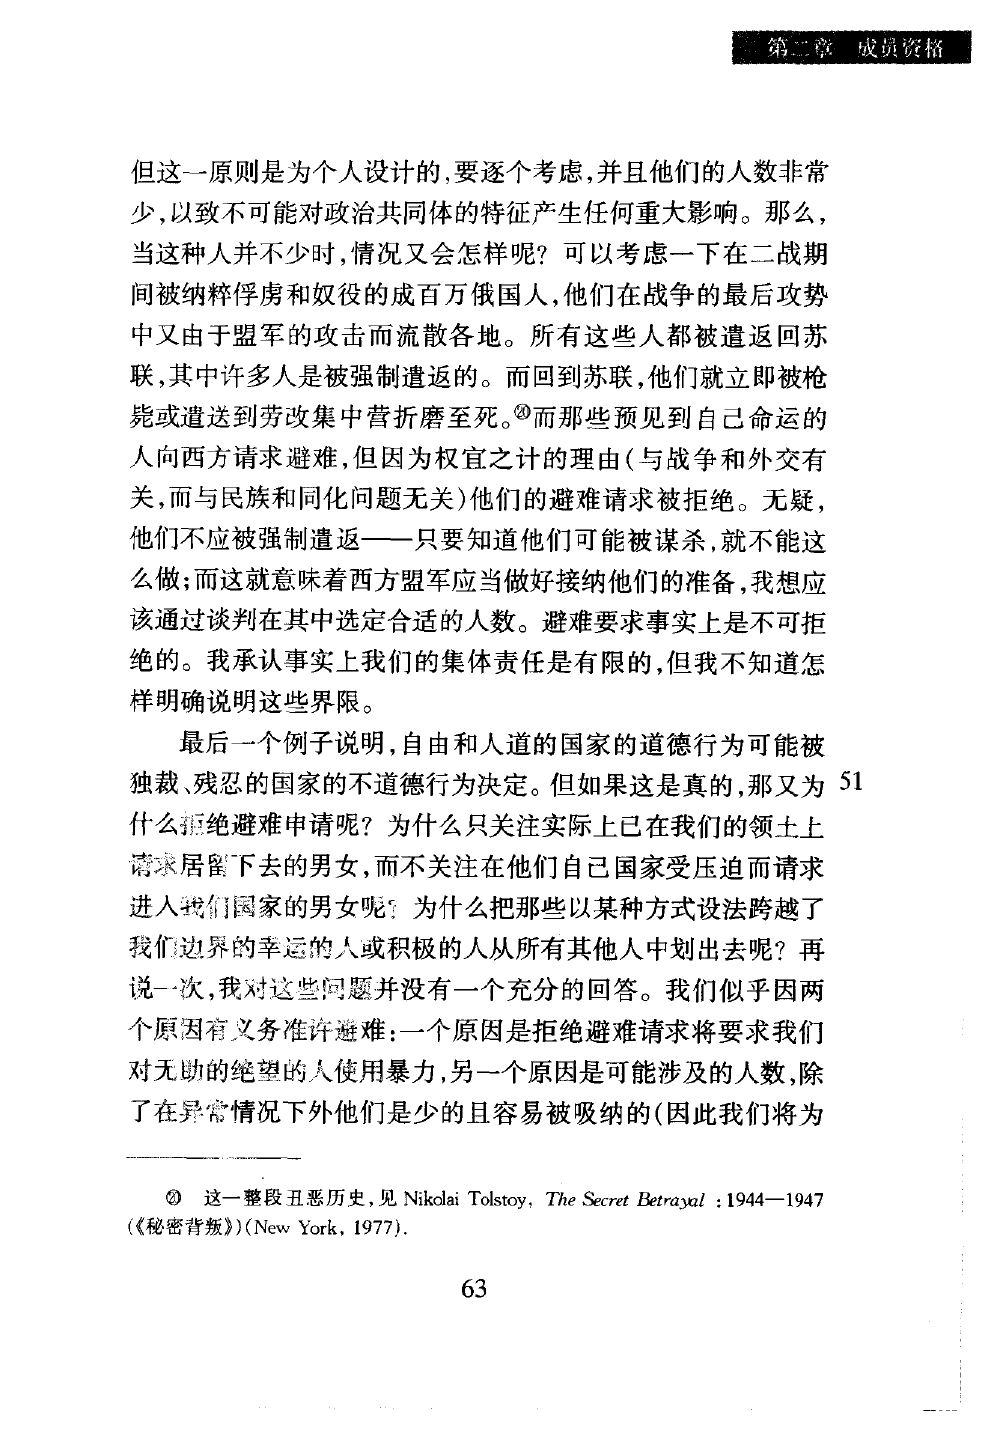 第二章 成员资格
但这一原则是为个人设计的,要逐个考虑,并且他们的人数非常
少,以致不可能对政治共同体的特征产生任何重大影响。那么,
当这种人并不少时,情况又会怎样呢? 可以考虑一下在二战期
间被纳粹俘虏和奴役的成百万俄国人,他们在战争的最后攻势
中又由于盟军的攻击而流散各地。所有这些人都被遣返回苏
联,其中许多人是被强制遣返的。而回到苏联,他们就立即被枪
毙或遣送到劳改集中营折磨至死。⑳而那些预见到自己命运的
人向西方请求避难,但因为权宜之计的理由(与战争和外交有
关,而与民族和同化问题无关)他们的避难请求被拒绝。无疑,
他们不应被强制遣返——只要知道他们可能被谋杀,就不能这
么做;而这就意味着西方盟军应当做好接纳他们的准备,我想应
该通过谈判在其中选定合适的人数。避难要求事实上是不可拒
绝的。我承认事实上我们的集体责任是有限的,但我不知道怎
样明确说明这些界限。
最后一个例子说明,自由和人道的国家的道德行为可能被
独裁、残忍的国家的不道德行为决定。但如果这是真的,那又为 51
什么拒绝避难申请呢? 为什么只关注实际上已在我们的领土上
请求居留下去的男女,而不关注在他们自己国家受压迫而请求
进入我们国家的男女呢? 为什么把那些以某种方式设法跨越了
我们边界的幸运的人或积极的人从所有其他人中划出去呢? 再
说一次,我对这些问题并没有一个充分的回答。我们似乎因两
个原因有义务准许避难:一个原因是拒绝避难请求将要求我们
对无助的绝望的人使用暴力,另一个原因是可能涉及的人数,除
了在异常情况下外他们是少的且容易被吸纳的(因此我们将为
⑳ 这一整段丑恶历史,见 Nikolai Tolstoy, The Secret Betrayal : 1944—1947
(《秘密背叛》)(New York, 1977).
63